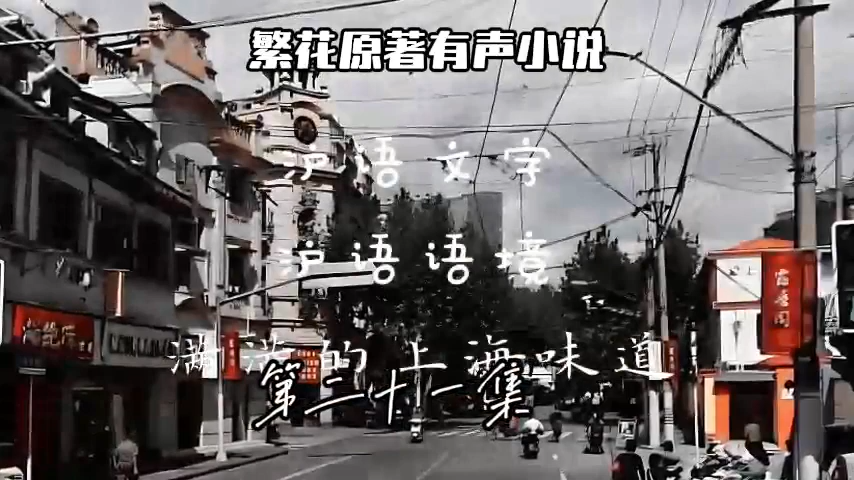 繁花原著有声小说
沪语文字
沪语语境
满满的上海味道
第二十一集